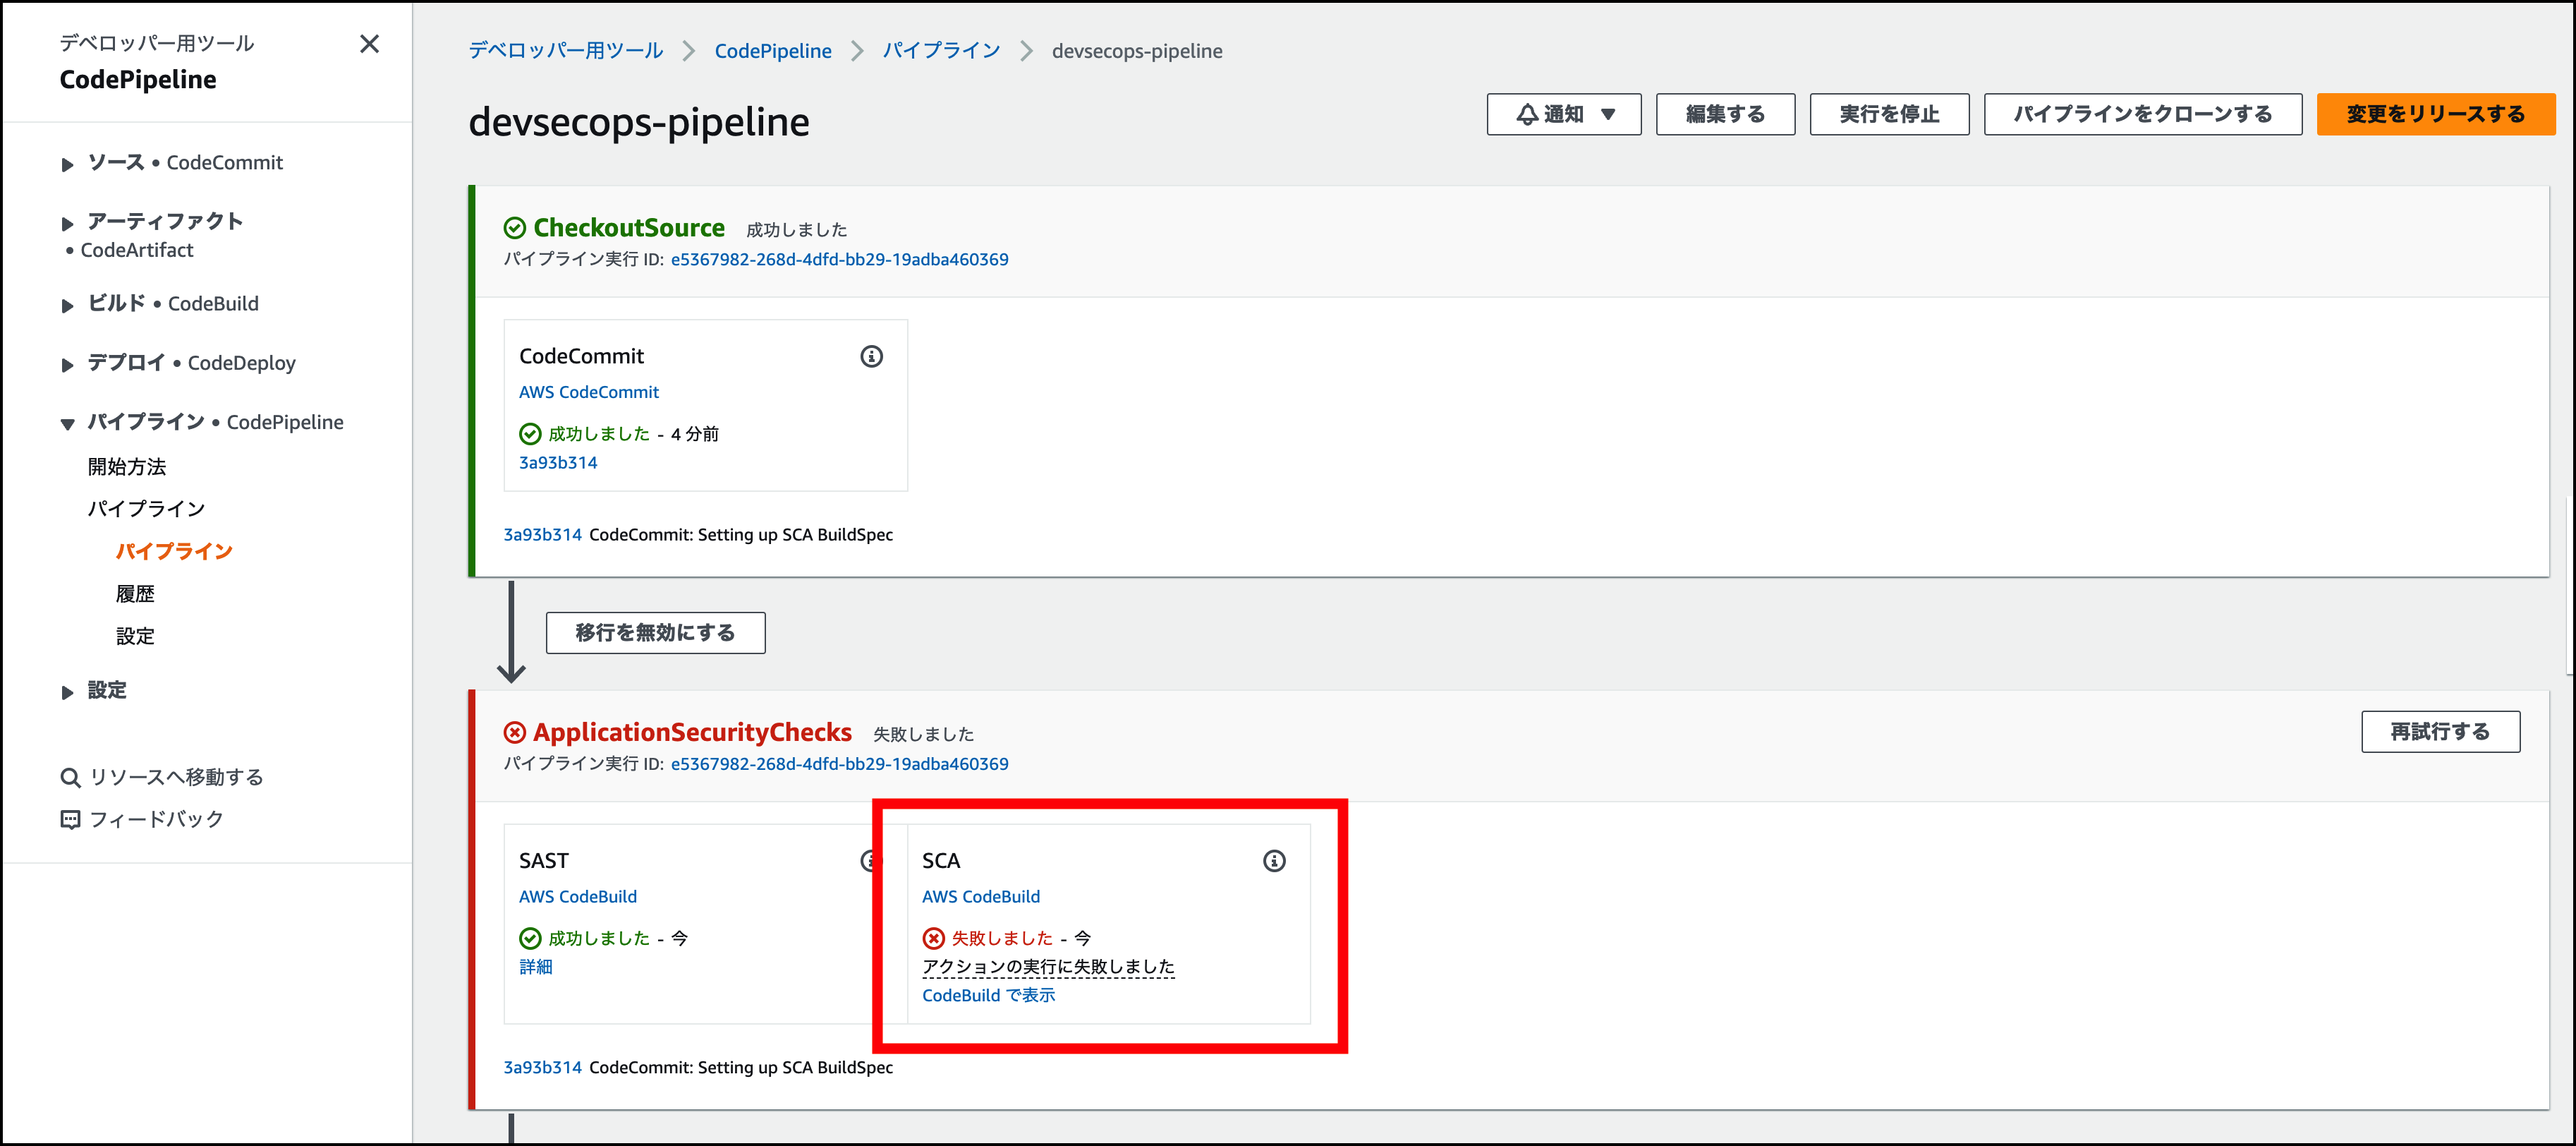 デベロッパー用ツール
CodePipeline
ソース • CodeCommit
アーティファクト
• CodeArtifact
ビルド • CodeBuild
デプロイ • CodeDeploy
パイプライン • CodePipeline
開始方法
パイプライン
パイプライン
履歴
設定
設定
リソースへ移動する
フィードバック
デベロッパー用ツール CodePipeline パイプライン devsecops-pipeline
devsecops-pipeline
通知 編集する 実行を停止 パイプラインをクローンする 変更をリリースする
CheckoutSource 成功しました
パイプライン実行 ID: e5367982-268d-4dfd-bb29-19adba460369
CodeCommit
AWS CodeCommit
成功しました - 4 分前
3a93b314
3a93b314 CodeCommit: Setting up SCA BuildSpec
移行を無効にする
ApplicationSecurityChecks 失敗しました
再試行する
パイプライン実行 ID: e5367982-268d-4dfd-bb29-19adba460369
SAST
AWS CodeBuild
成功しました - 今
詳細
SCA
AWS CodeBuild
失敗しました - 今
アクションの実行に失敗しました
CodeBuild で表示
3a93b314 CodeCommit: Setting up SCA BuildSpec